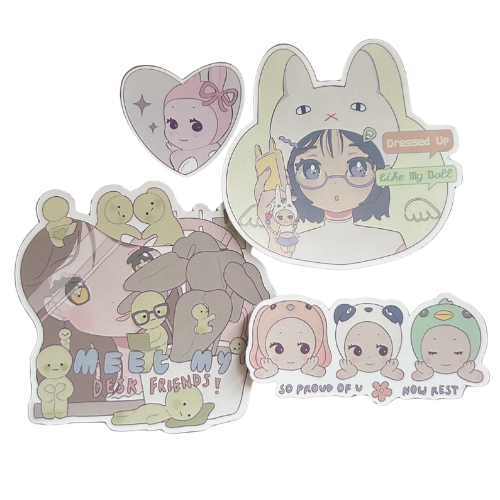 Dressed Up
Like My Doll
MEET MY
DESK FRIENDS!
SO PROUD OF U
NOW REST